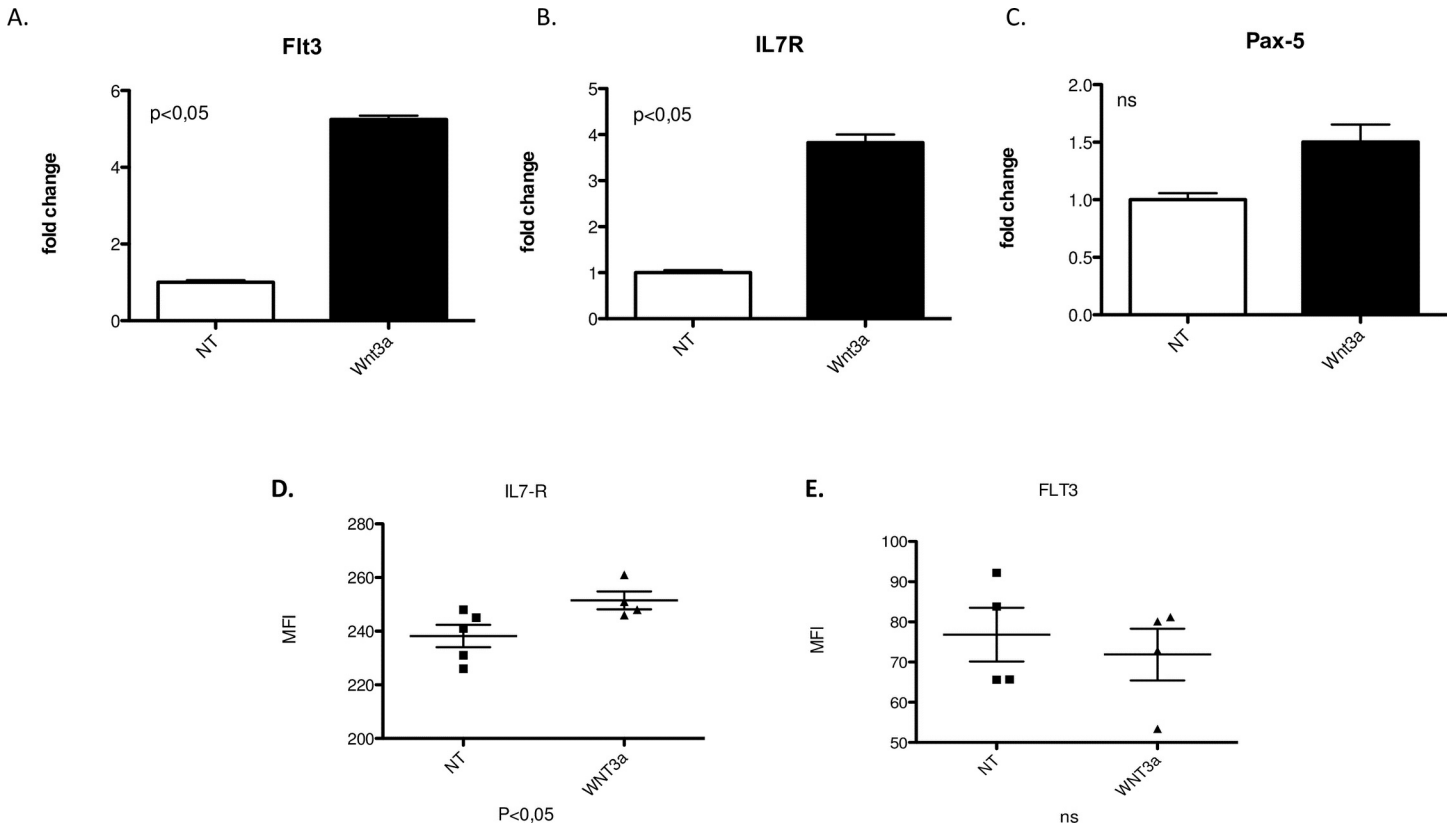 A.
Flt3
p<0,05
fold change
6
4
2
0
NT
Wnt3a
B.
IL7R
p<0,05
fold change
5
4
3
2
1
0
NT
Wnt3a
C.
Pax-5
ns
fold change
2.0
1.5
1.0
0.5
0.0
NT
Wnt3a
D.
IL7-R
MFI
280
260
240
220
200
NT
WNT3a
P<0,05
E.
FLT3
MFI
100
90
80
70
60
50
NT
WNT3a
ns